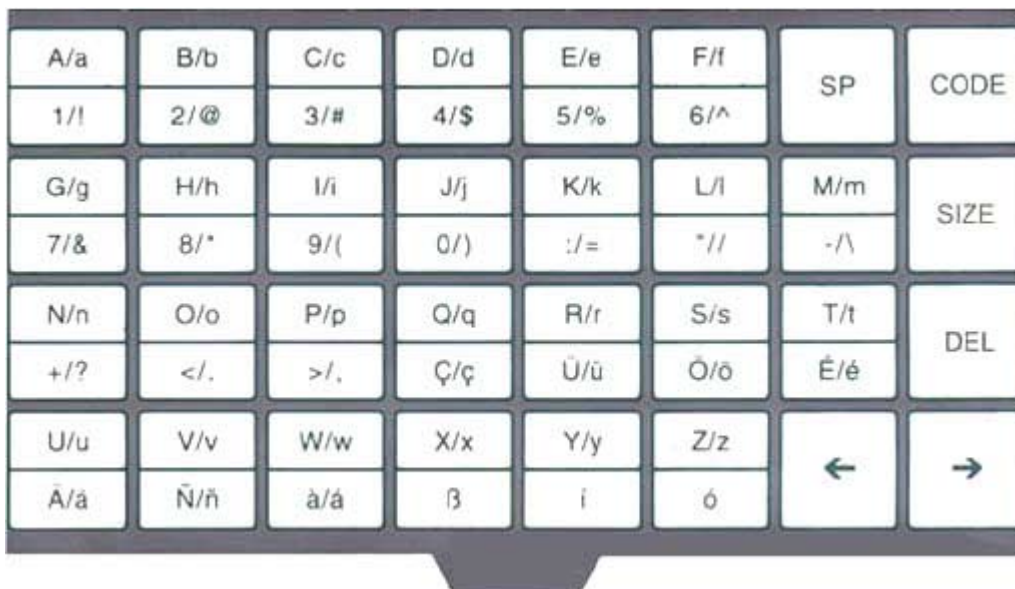 A/a B/b C/c D/d E/e F/f SP CODE
1/! 2/@ 3/# 4/$ 5/% 6/^
G/g H/h I/i J/j K/k L/l M/m SIZE
7/& 8/* 9/( 0/) :/= "// -/\
N/n O/o P/p Q/q R/r S/s T/t DEL
+/? </. >/, Ç/ç Ü/ü Ö/ö É/é
U/u V/v W/w X/x Y/y Z/z ← →
Ä/ä Ñ/ñ à/á ß í ó